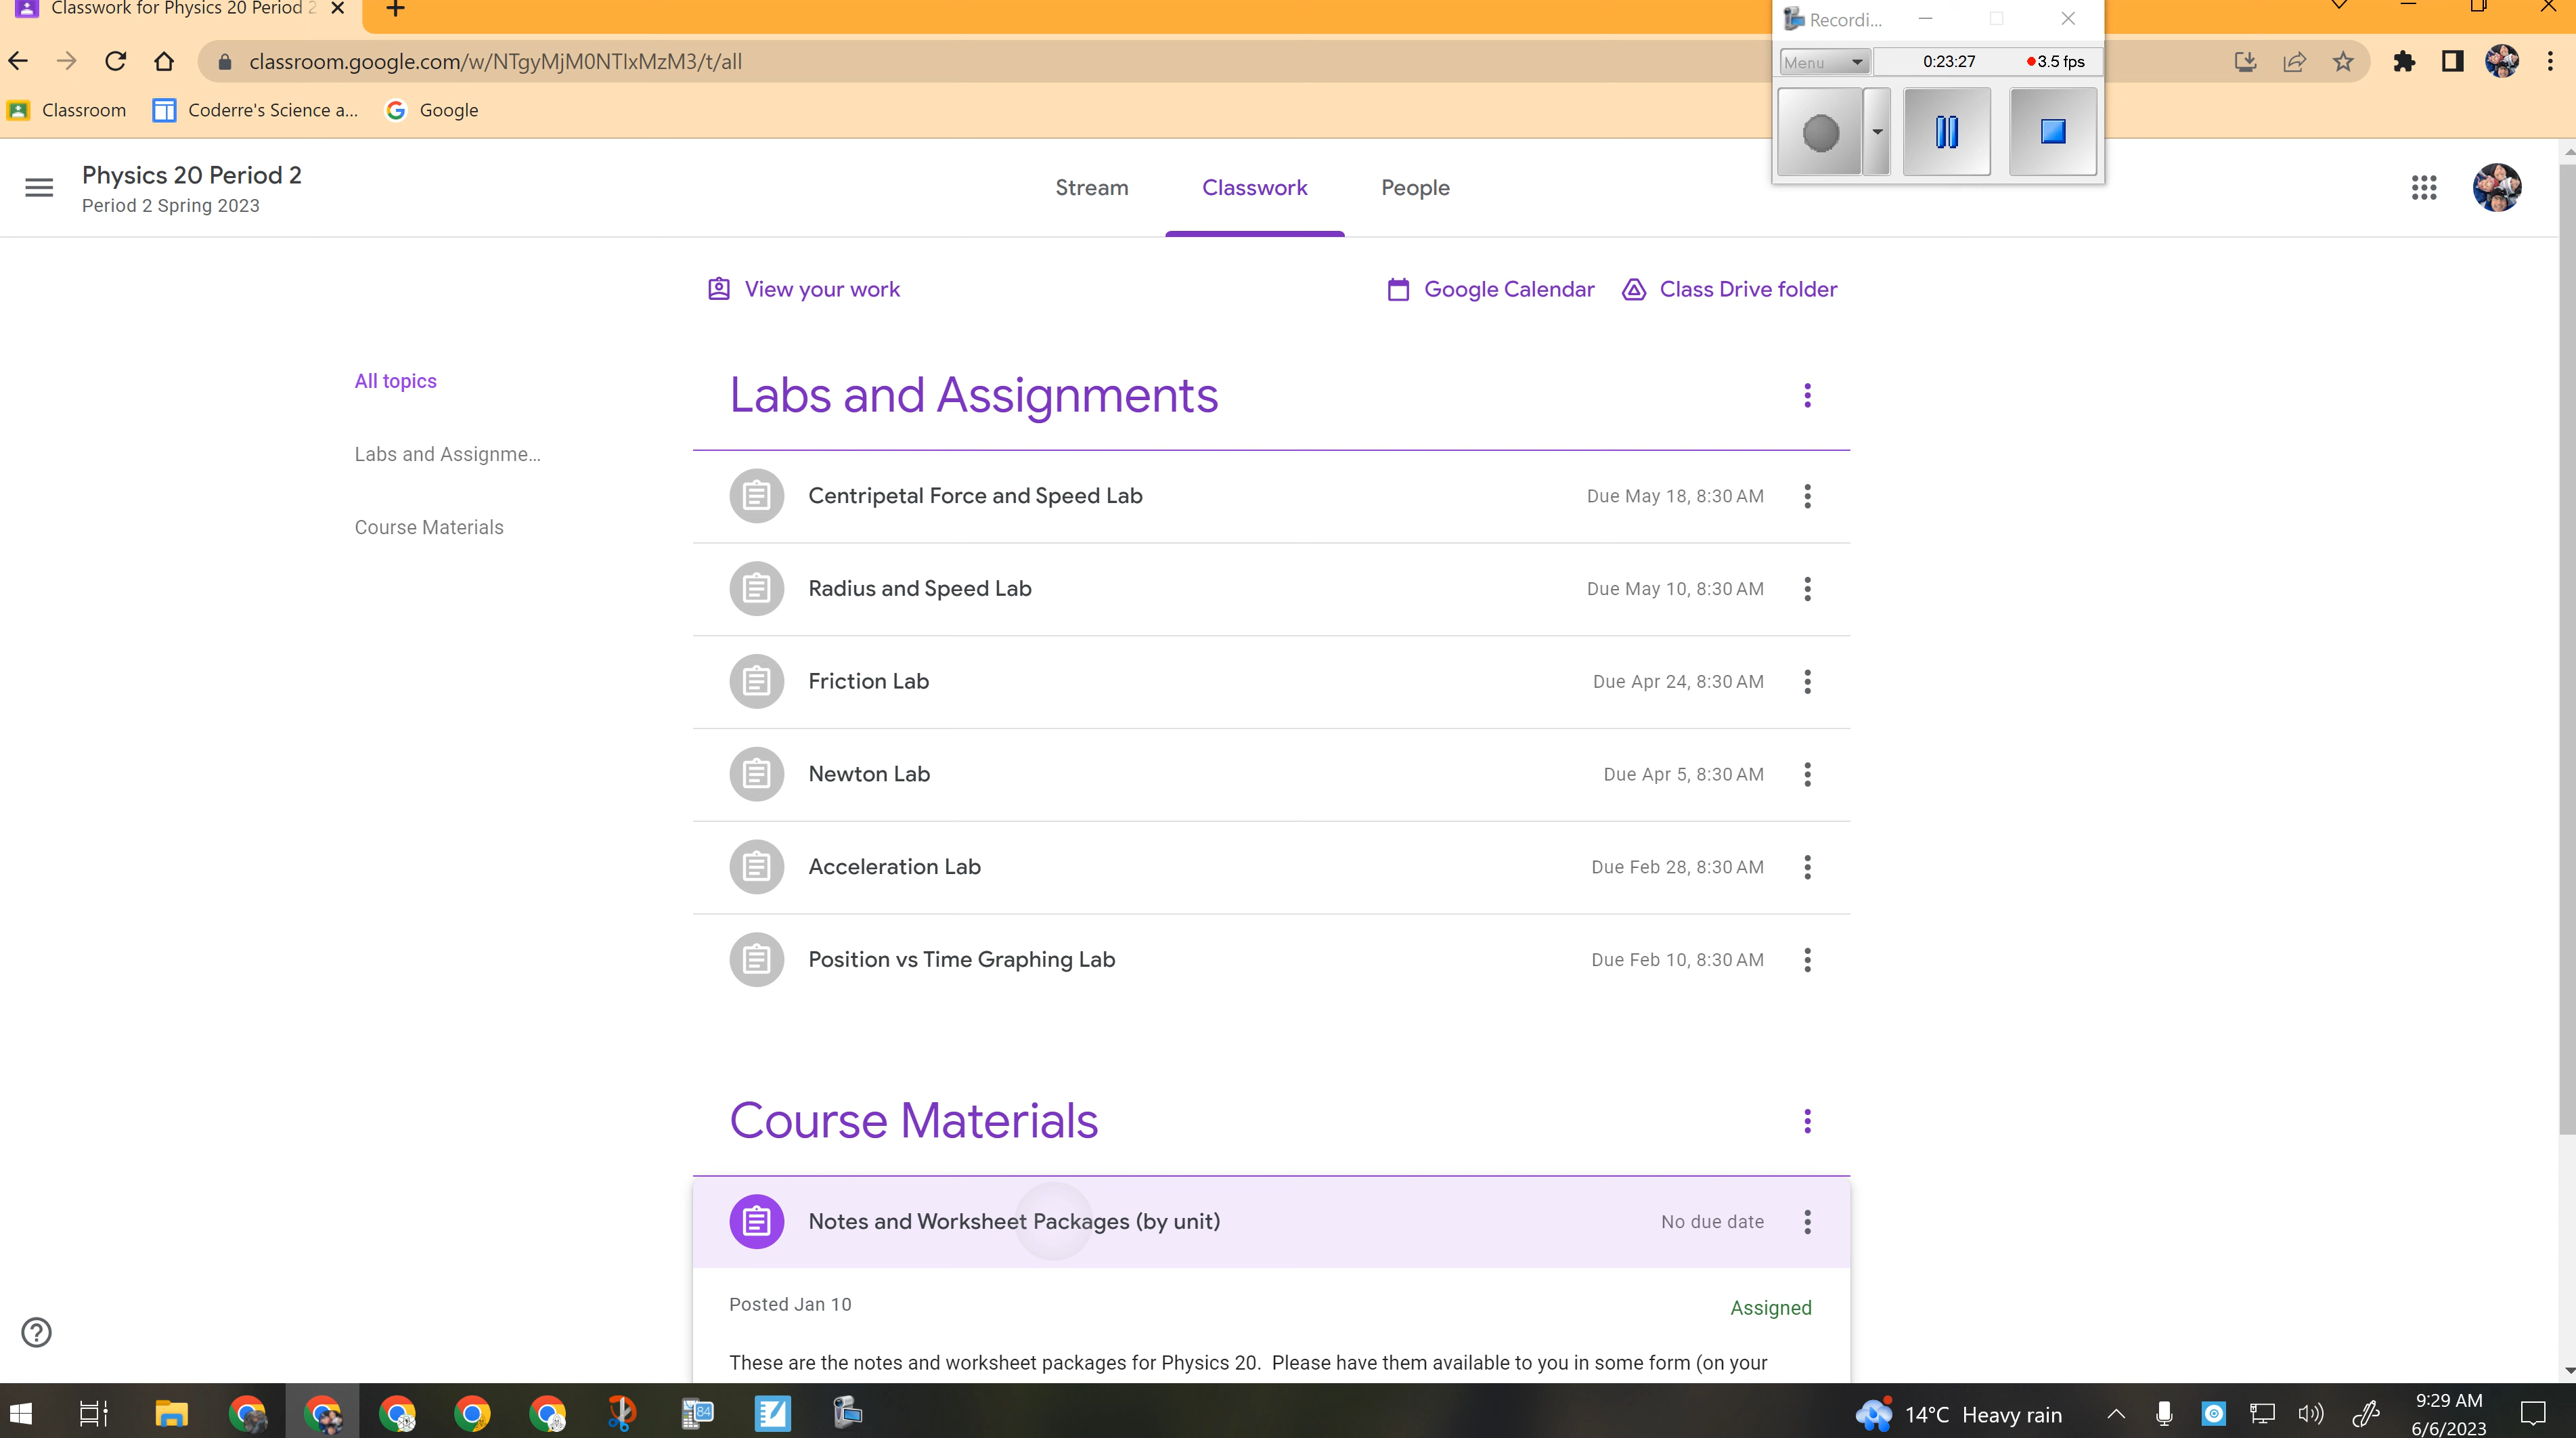 Classwork for Physics 20 Period 2
Recordi...
classroom.google.com/w/NTgyMjM0NTIxMzM3/t/all
Menu
0:23:27
3.5 fps
Classroom
Coderre's Science a...
Google
Physics 20 Period 2
Period 2 Spring 2023
Stream
Classwork
People
View your work
Google Calendar
Class Drive folder
All topics
Labs and Assignme...
Course Materials
Labs and Assignments
Centripetal Force and Speed Lab
Due May 18, 8:30 AM
Radius and Speed Lab
Due May 10, 8:30 AM
Friction Lab
Due Apr 24, 8:30 AM
Newton Lab
Due Apr 5, 8:30 AM
Acceleration Lab
Due Feb 28, 8:30 AM
Position vs Time Graphing Lab
Due Feb 10, 8:30 AM
Course Materials
Notes and Worksheet Packages (by unit)
No due date
Posted Jan 10
Assigned
These are the notes and worksheet packages for Physics 20. Please have them available to you in some form (on your
84
14°C Heavy rain
9:29 AM
6/6/2023